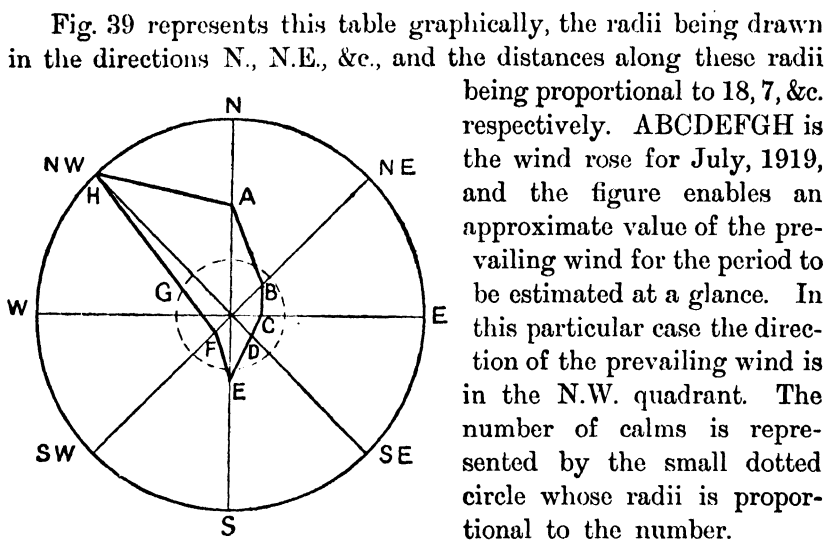 Fig. 39 represents this table graphically, the radii being drawn
in the directions N., N.E., &c., and the distances along these radii
being proportional to 18, 7, &c.
respectively. ABCDEFGH is
the wind rose for July, 1919,
and the figure enables an
approximate value of the pre-
vailing wind for the period to
be estimated at a glance. In
this particular case the direc-
tion of the prevailing wind is
in the N.W. quadrant. The
number of calms is repre-
sented by the small dotted
circle whose radii is propor-
tional to the number.
N
NW
NE
H
A
G
B
W
C
E
F
D
E
SW
SE
S